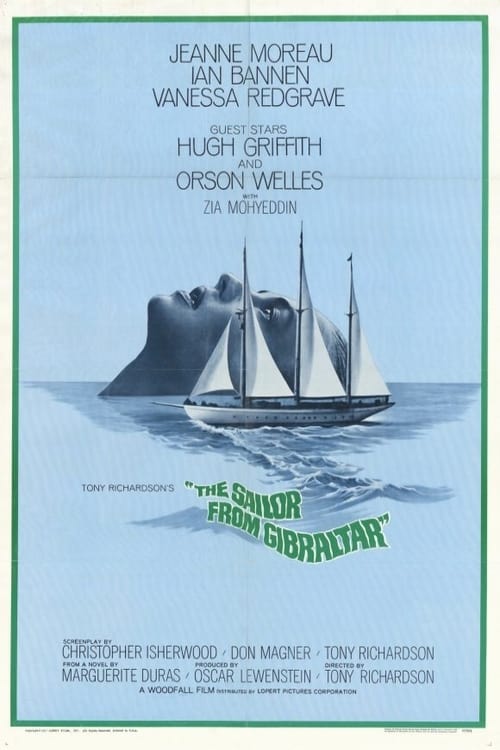 JEANNE MOREAU
IAN BANNEN
VANESSA REDGRAVE
GUEST STARS
HUGH GRIFFITH
AND
ORSON WELLES
WITH
ZIA MOHYEDDIN
TONY RICHARDSON'S "THE SAILOR
FROM GIBRALTAR"
SCREENPLAY BY
CHRISTOPHER ISHERWOOD / DON MAGNER / TONY RICHARDSON
FROM A NOVEL BY PRODUCED BY DIRECTED BY
MARGUERITE DURAS / OSCAR LEWENSTEIN / TONY RICHARDSON
A WOODFALL FILM DISTRIBUTED BY LOPERT PICTURES CORPORATION